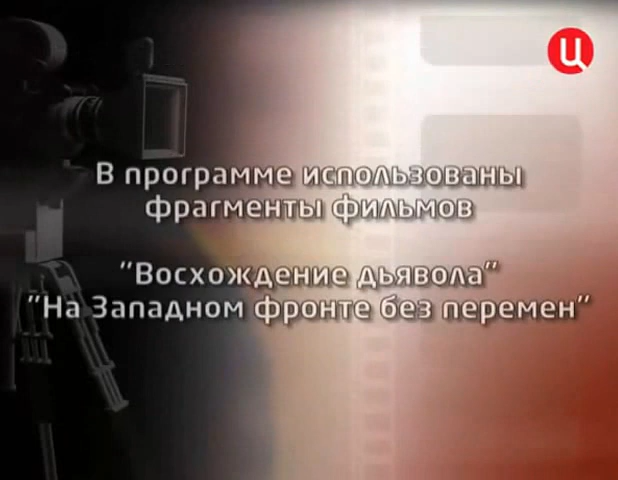 Ц
В программе использованы
фрагменты фильмов
"Восхождение дьявола"
"На Западном фронте без перемен"